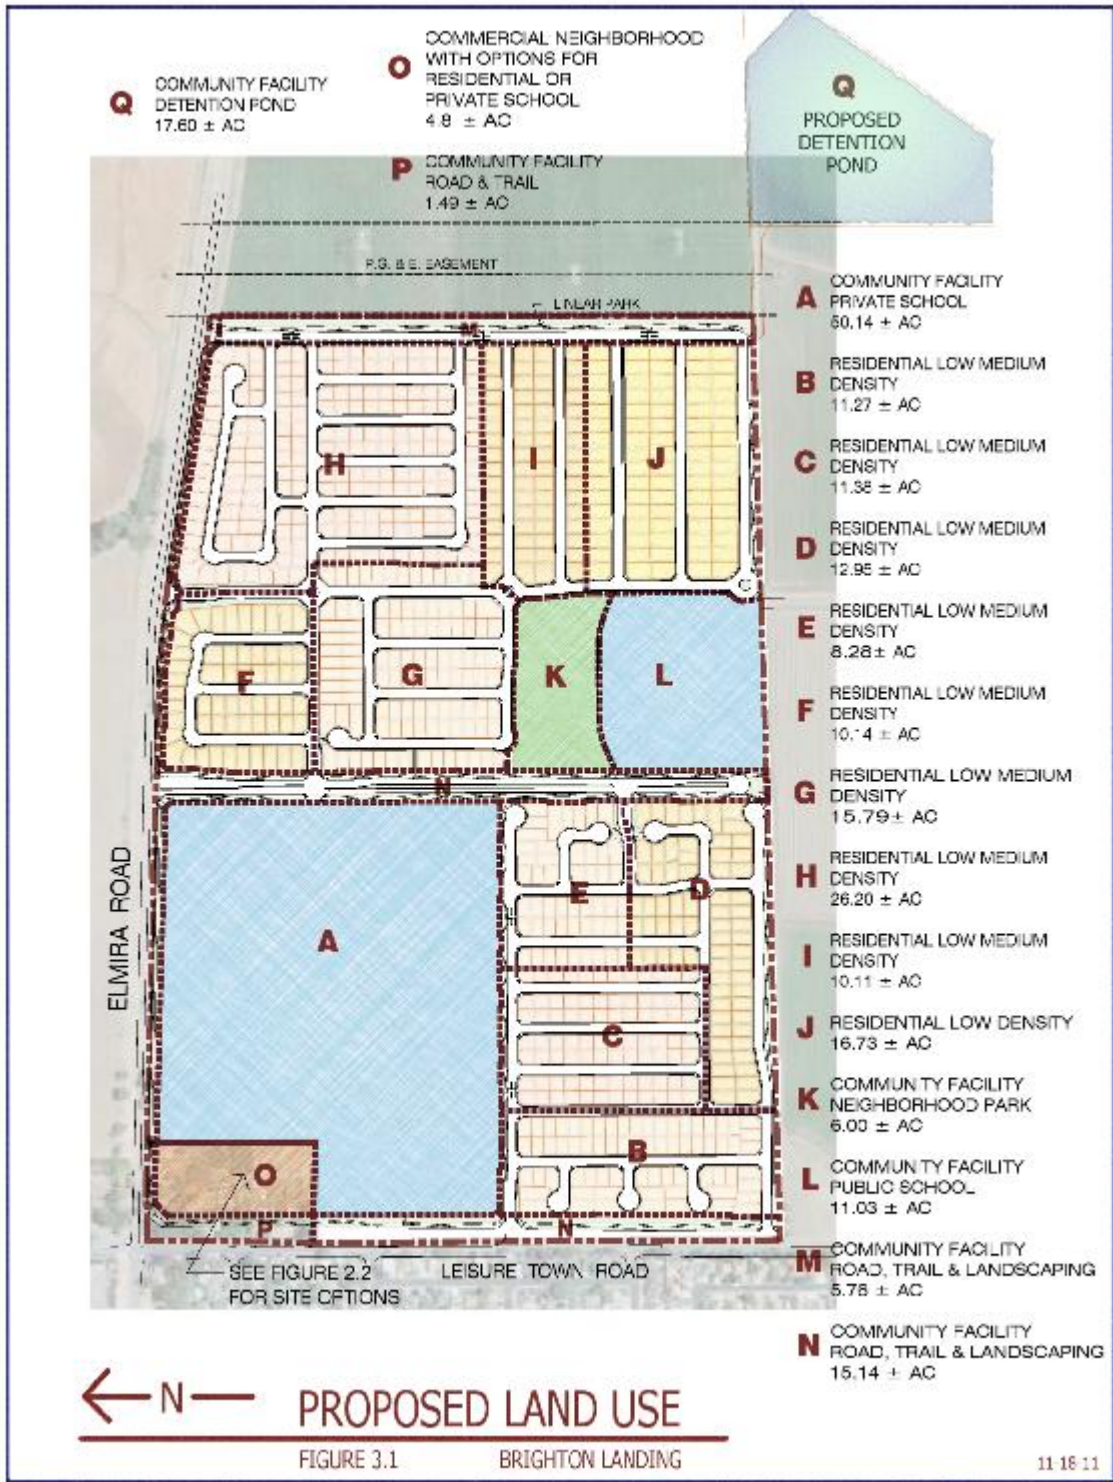 Q
COMMUNITY FACILITY
DETENTION POND
17.60 ± AC
O
COMMERCIAL NEIGHBORHOOD
WITH OPTIONS FOR
RESIDENTIAL OR
PRIVATE SCHOOL
4.8 ± AC
P
COMMUNITY FACILITY
ROAD & TRAIL
1.49 ± AC
Q
PROPOSED
DETENTION
POND
P.G. & E. EASEMENT
LINEAR PARK
M
H
I
J
F
G
K
L
N
A
E
D
C
B
O
P
N
ELMIRA ROAD
SEE FIGURE 2.2
FOR SITE OPTIONS
LEISURE TOWN ROAD
A
COMMUNITY FACILITY
PRIVATE SCHOOL
50.14 ± AC
B
RESIDENTIAL LOW MEDIUM
DENSITY
11.27 ± AC
C
RESIDENTIAL LOW MEDIUM
DENSITY
11.38 ± AC
D
RESIDENTIAL LOW MEDIUM
DENSITY
12.95 ± AC
E
RESIDENTIAL LOW MEDIUM
DENSITY
8.28± AC
F
RESIDENTIAL LOW MEDIUM
DENSITY
10.14 ± AC
G
RESIDENTIAL LOW MEDIUM
DENSITY
15.79± AC
H
RESIDENTIAL LOW MEDIUM
DENSITY
26.20 ± AC
I
RESIDENTIAL LOW MEDIUM
DENSITY
10.11 ± AC
J
RESIDENTIAL LOW DENSITY
16.73 ± AC
K
COMMUNITY FACILITY
NEIGHBORHOOD PARK
6.00 ± AC
L
COMMUNITY FACILITY
PUBLIC SCHOOL
11.03 ± AC
M
COMMUNITY FACILITY
ROAD, TRAIL & LANDSCAPING
5.78 ± AC
N
COMMUNITY FACILITY
ROAD, TRAIL & LANDSCAPING
15.14 ± AC
N
PROPOSED LAND USE
FIGURE 3.1 BRIGHTON LANDING
11-18-11